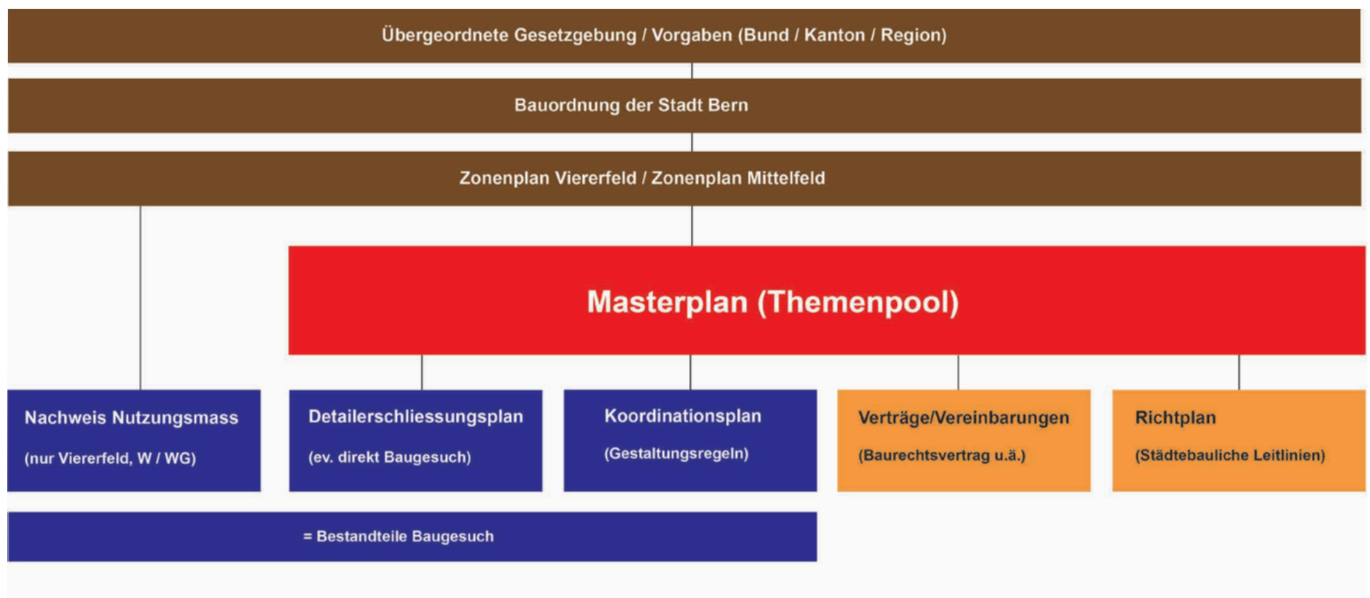 Übergeordnete Gesetzgebung / Vorgaben (Bund / Kanton / Region)
Bauordnung der Stadt Bern
Zonenplan Viererfeld / Zonenplan Mittelfeld
Masterplan (Themenpool)
Nachweis Nutzungsmass
(nur Viererfeld, W / WG)
Detailerschliessungsplan
(ev. direkt Baugesuch)
Koordinationsplan
(Gestaltungsregeln)
Verträge/Vereinbarungen
(Baurechtsvertrag u.ä.)
Richtplan
(Städtebauliche Leitlinien)
= Bestandteile Baugesuch